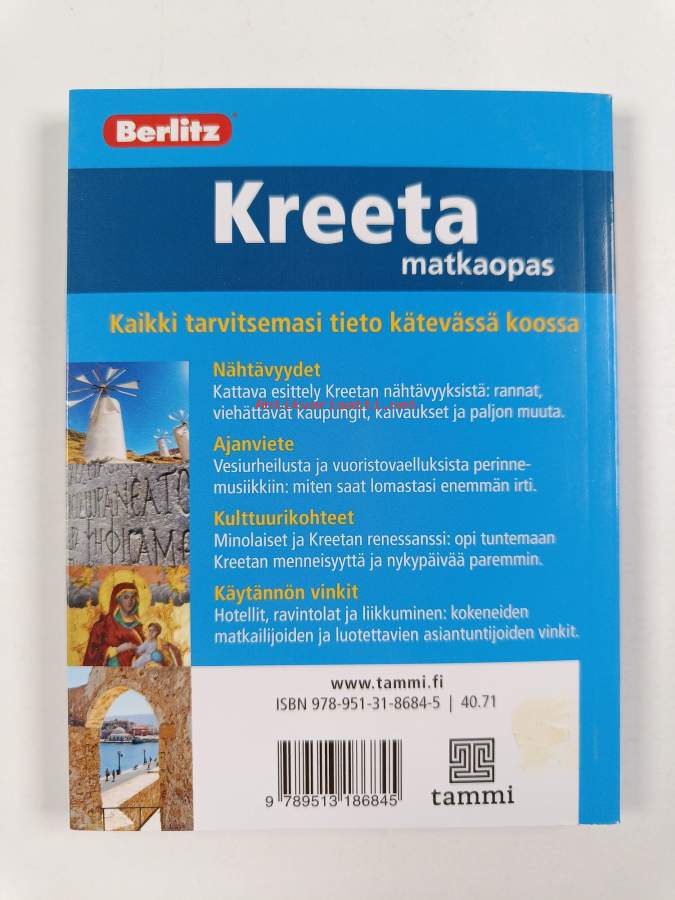 Berlitz®
Kreeta
matkaopas
Kaikki tarvitsemasi tieto kätevässä koossa
Nähtävyydet
Kattava esittely Kreetan nähtävyyksistä: rannat,
viehättävät kaupungit, kaivaukset ja paljon muuta.
antikvariaatti.net
Ajanviete
Vesiurheilusta ja vuoristovaelluksista perinne-
musiikkiin: miten saat lomastasi enemmän irti.
Kulttuurikohteet
Minolaiset ja Kreetan renessanssi: opi tuntemaan
Kreetan menneisyyttä ja nykypäivää paremmin.
Käytännön vinkit
Hotellit, ravintolat ja liikkuminen: kokeneiden
matkailijoiden ja luotettavien asiantuntijoiden vinkit.
www.tammi.fi
ISBN 978-951-31-8684-5 | 40.71
9 789513 186845
tammi